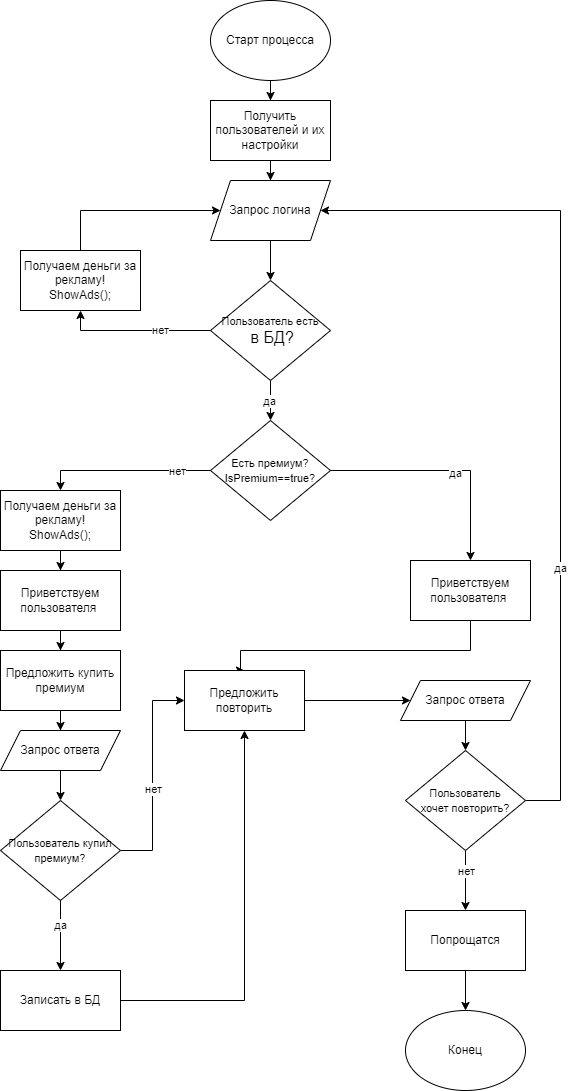 Старт процесса
Получить
пользователей и их
настройки
Запрос логина
Получаем деньги за
рекламу!
ShowAds();
Пользователь есть
в БД?
нет
да
Есть премиум?
IsPremium==true?
нет
да
Получаем деньги за
рекламу!
ShowAds();
Приветствуем
пользователя
Приветствуем
пользователя
да
Предложить купить
премиум
Предложить
повторить
Запрос ответа
Запрос ответа
нет
Пользователь
хочет повторить?
Пользователь купил
премиум?
нет
да
Попрощатся
Записать в БД
Конец